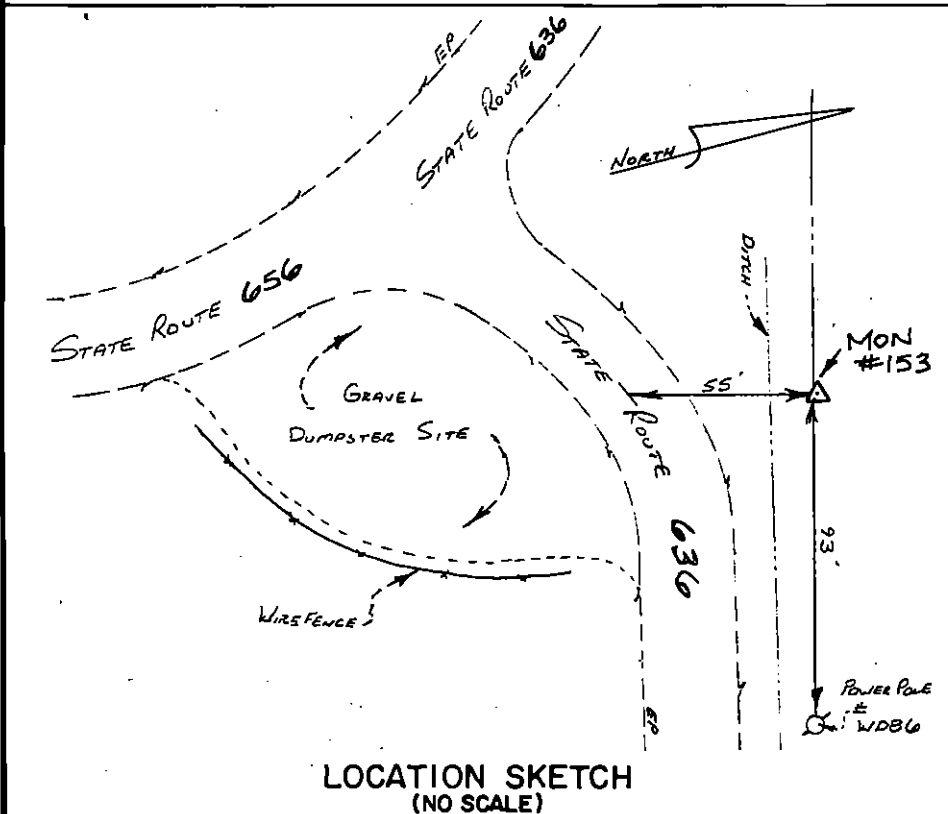 EP
STATE ROUTE 636
NORTH
DITCH
STATE ROUTE 656
MON
#153
STATE ROUTE 636
55'
GRAVEL
DUMPSTER SITE
93'
WIRE FENCE
EP
POWER POLE
#
WD86
LOCATION SKETCH
(NO SCALE)